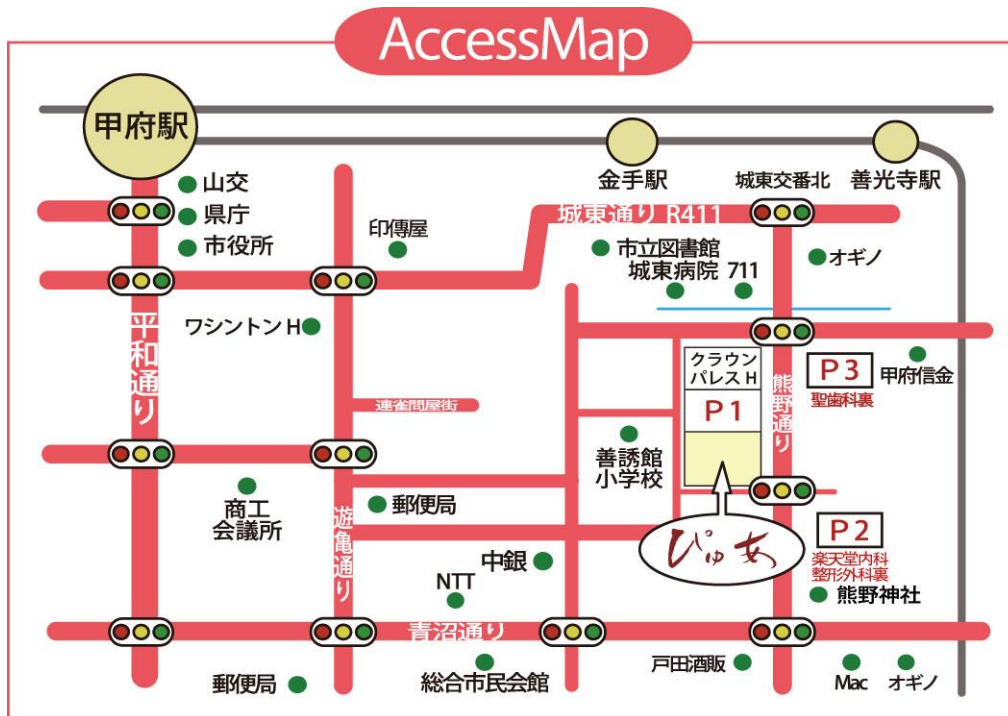 AccessMap
甲府駅
金手駅
城東交番北
善光寺駅
山交
県庁
市役所
印傳屋
城東通り R411
市立図書館
城東病院
711
オギノ
ワシントンH
平和通り
クラウン
パレスH
P1
熊野通り
P3
聖歯科裏
甲府信金
連雀問屋街
善誘館
小学校
商工
会議所
郵便局
遊亀通り
ぴゅあ
P2
楽天堂内科
整形外科裏
熊野神社
中銀
NTT
青沼通り
郵便局
総合市民会館
戸田酒販
Mac
オギノ